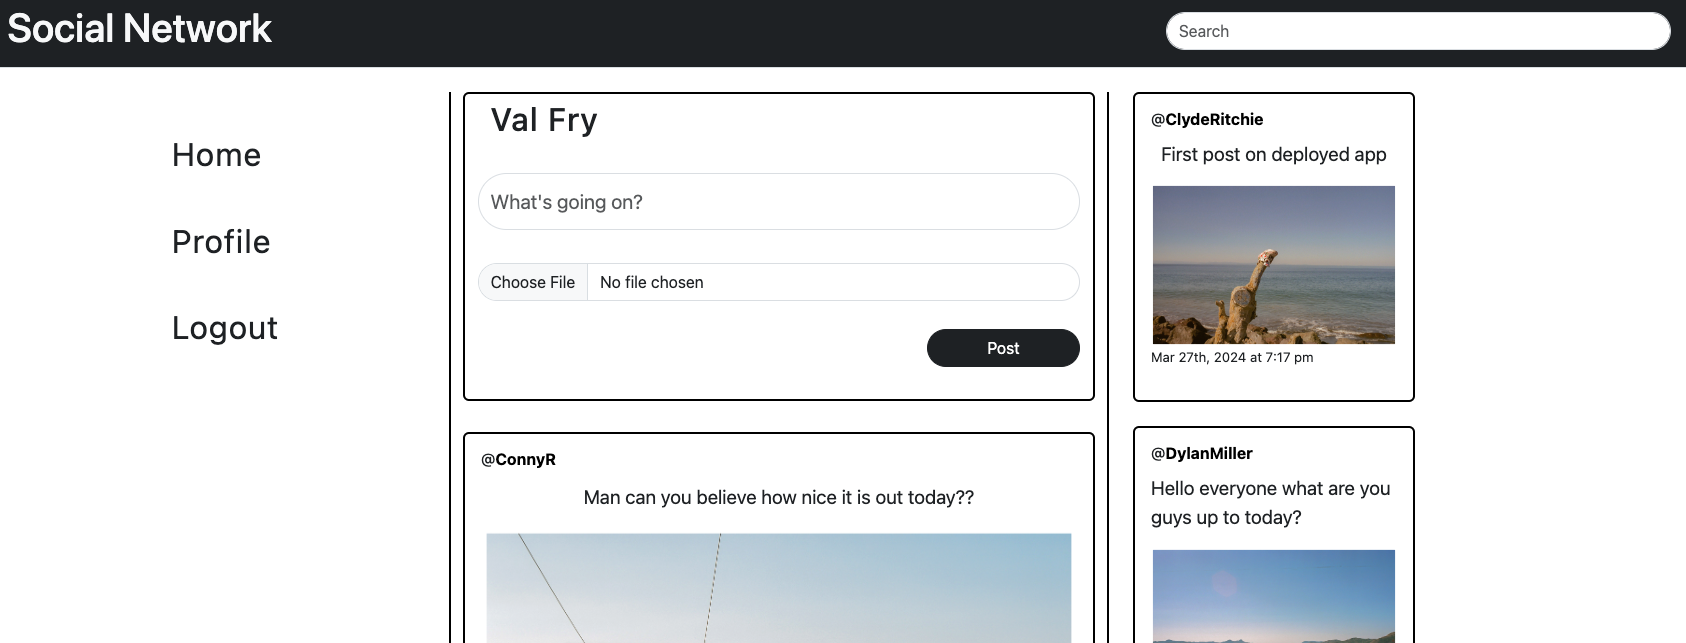 Social Network
Search
Home
Profile
Logout
Val Fry
What's going on?
Choose File No file chosen
Post
@ConnyR
Man can you believe how nice it is out today??
@ClydeRitchie
First post on deployed app
Mar 27th, 2024 at 7:17 pm
@DylanMiller
Hello everyone what are you
guys up to today?